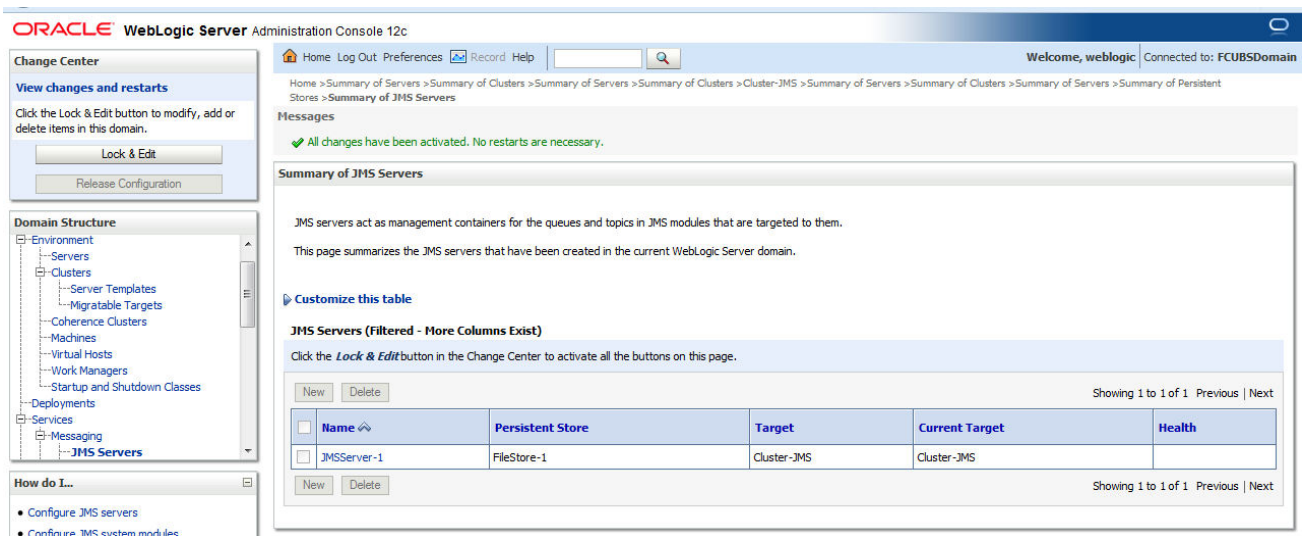 ORACLE WebLogic Server Administration Console 12c
Change Center
View changes and restarts
Click the Lock & Edit button to modify, add or
delete items in this domain.
Lock & Edit
Release Configuration
Domain Structure
Environment
Servers
Clusters
Server Templates
Migratable Targets
Coherence Clusters
Machines
Virtual Hosts
Work Managers
Startup and Shutdown Classes
Deployments
Services
Messaging
JMS Servers
How do I...
Configure JMS servers
Configure JMS system modules
Home Log Out Preferences Record Help
Welcome, weblogic Connected to: FCUBSDomain
Home >Summary of Servers >Summary of Clusters >Summary of Servers >Summary of Clusters >Cluster-JMS >Summary of Servers >Summary of Clusters >Summary of Servers >Summary of Persistent
Stores >Summary of JMS Servers
Messages
All changes have been activated. No restarts are necessary.
Summary of JMS Servers
JMS servers act as management containers for the queues and topics in JMS modules that are targeted to them.
This page summarizes the JMS servers that have been created in the current WebLogic Server domain.
Customize this table
JMS Servers (Filtered - More Columns Exist)
Click the Lock & Edit button in the Change Center to activate all the buttons on this page.
New Delete Showing 1 to 1 of 1 Previous | Next
Name Persistent Store Target Current Target Health
JMSServer-1 FileStore-1 Cluster-JMS Cluster-JMS
New Delete Showing 1 to 1 of 1 Previous | Next